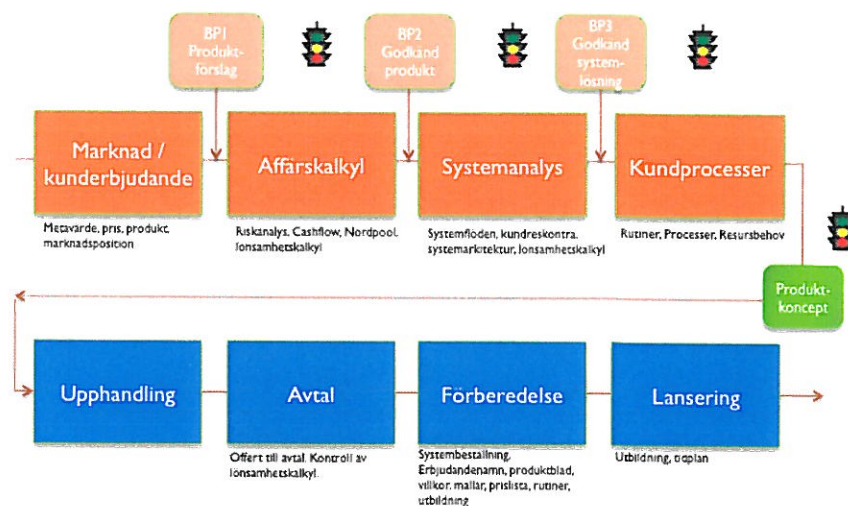 BP1
Produkt-
förslag
BP2
Godkänd
produkt
BP3
Godkänd
system-
lösning
Marknad /
kunderbjudande
Affärskalkyl
Systemanalys
Kundprocesser
Metavärde, pris, produkt,
marknadsposition
Riskanalys, Cashflow, Nordpool,
lönsamhetskalkyl
Systemflöden, kundreskontra,
systemarkitektur, lönsamhetskalkyl
Rutiner, Processer, Resursbehov
Produkt-
koncept
Upphandling
Avtal
Förberedelse
Lansering
Offert till avtal. Kontroll av
lönsamhetskalkyl.
Systembeställning,
Erbjudandenamn, produktblad,
villkor, mallar, prislista, rutiner,
utbildning
Utbildning, tidplan